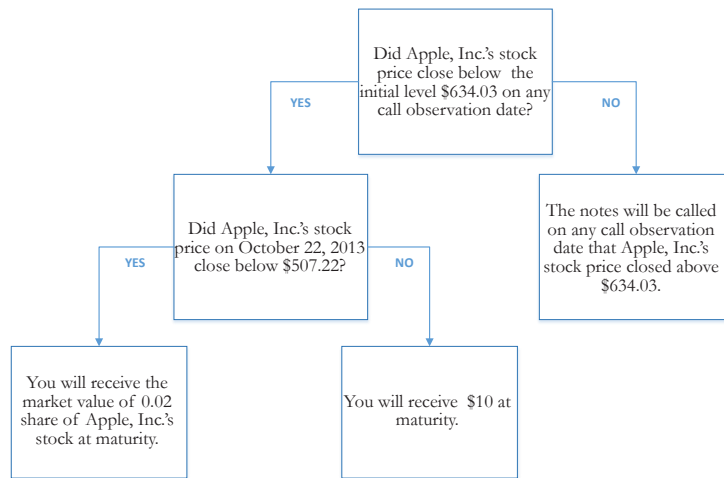 Did Apple, Inc.'s stock
price close below the
initial level $634.03 on any
call observation date?
YES
NO
Did Apple, Inc.'s stock
price on October 22, 2013
close below $507.22?
The notes will be called
on any call observation
date that Apple, Inc.'s
stock price closed above
$634.03.
YES
NO
You will receive the
market value of 0.02
share of Apple, Inc.'s
stock at maturity.
You will receive $10 at
maturity.